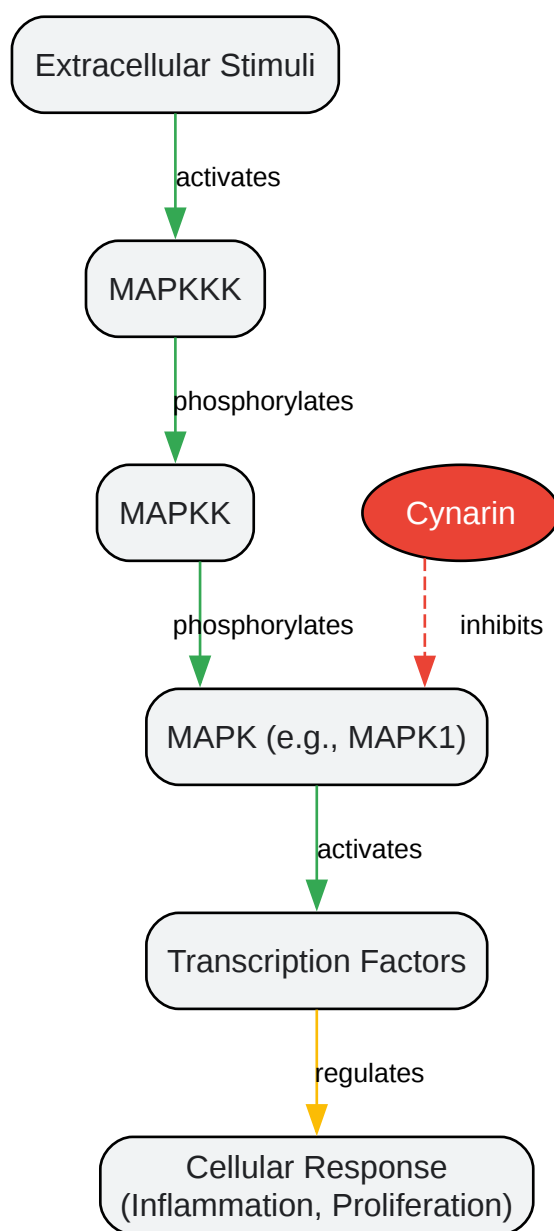 Extracellular Stimuli
activates
MAPKKK
phosphorylates
MAPKK
Cynarin
phosphorylates
inhibits
MAPK (e.g., MAPK1)
activates
Transcription Factors
regulates
Cellular Response
(Inflammation, Proliferation)